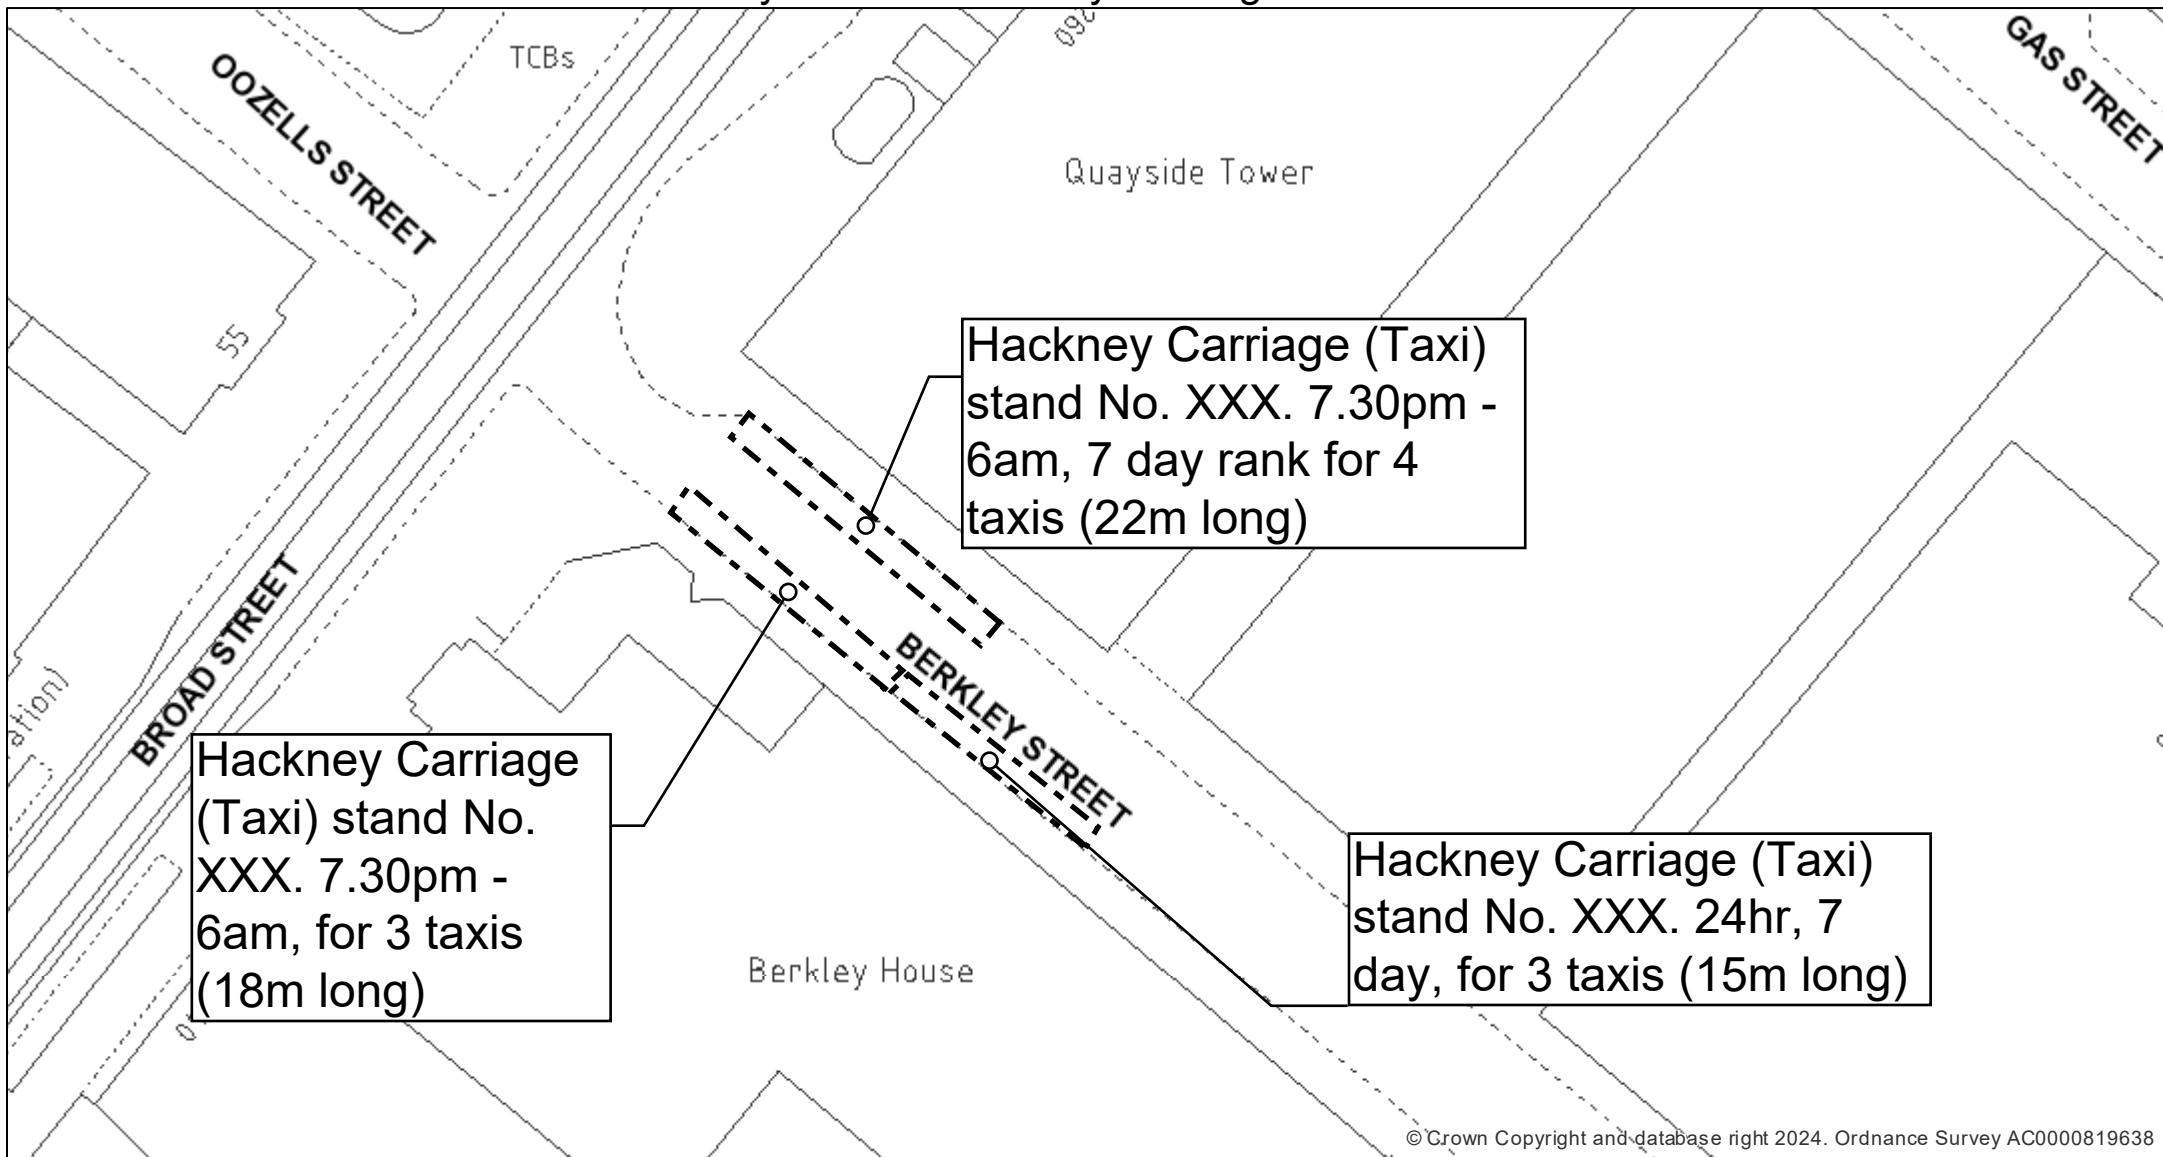 TCBs
OOZELLS STREET
GAS STREET
Quayside Tower
55
Hackney Carriage (Taxi)
stand No. XXX. 7.30pm -
6am, 7 day rank for 4
taxis (22m long)
BROAD STREET
BERKLEY STREET
ation)
Hackney Carriage
(Taxi) stand No.
XXX. 7.30pm -
6am, for 3 taxis
(18m long)
Hackney Carriage (Taxi)
stand No. XXX. 24hr, 7
day, for 3 taxis (15m long)
Berkley House
© Crown Copyright and database right 2024. Ordnance Survey AC0000819638